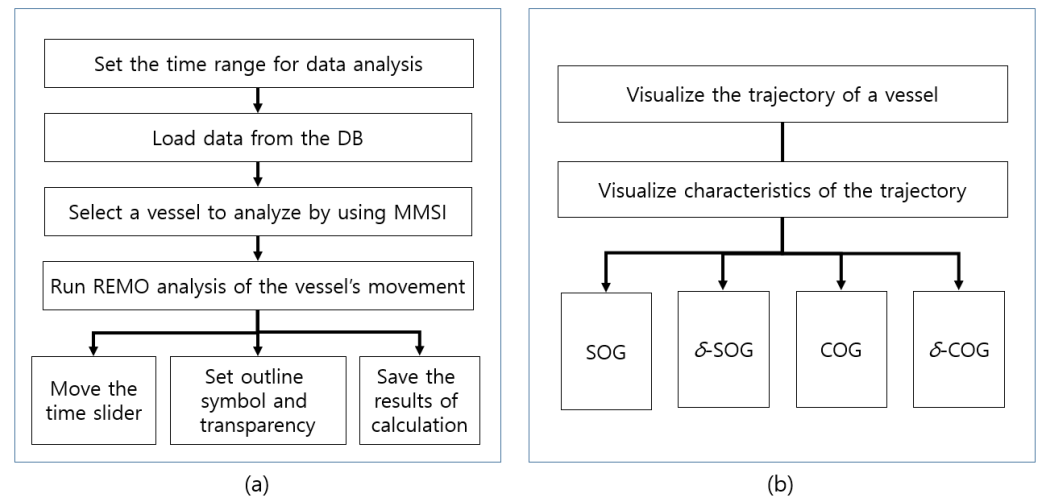 Set the time range for data analysis
Load data from the DB
Select a vessel to analyze by using MMSI
Run REMO analysis of the vessel's movement
Move the
time slider
Set outline
symbol and
transparency
Save the
results of
calculation
(a)
Visualize the trajectory of a vessel
Visualize characteristics of the trajectory
SOG
δ-SOG
COG
δ-COG
(b)